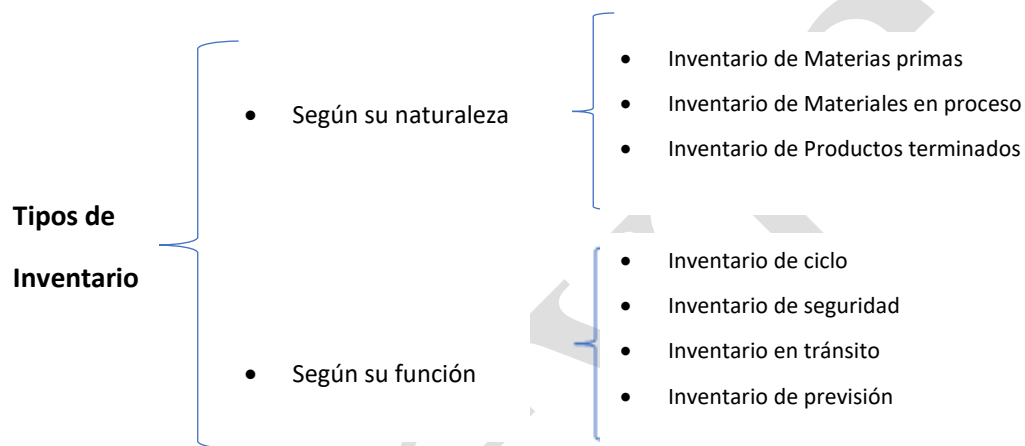 Tipos de
Inventario
• Según su naturaleza
• Inventario de Materias primas
• Inventario de Materiales en proceso
• Inventario de Productos terminados
• Según su función
• Inventario de ciclo
• Inventario de seguridad
• Inventario en tránsito
• Inventario de previsión